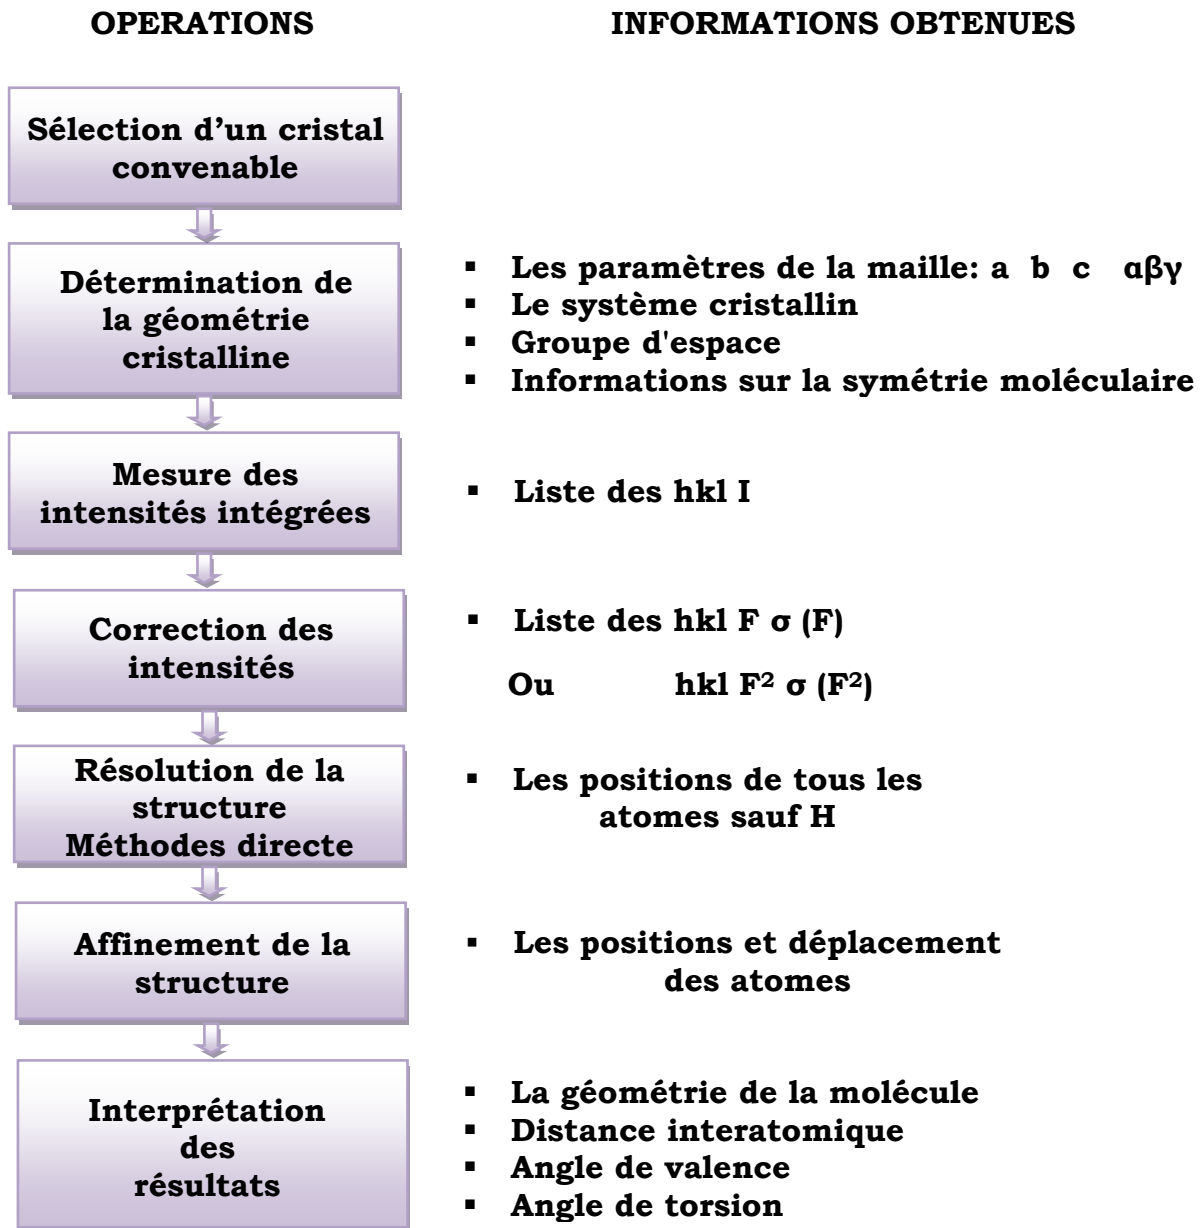 OPERATIONS
INFORMATIONS OBTENUES
Sélection d’un cristal
convenable
Détermination de
la géométrie
cristalline
▪ Les paramètres de la maille: a b c αβγ
▪ Le système cristallin
▪ Groupe d'espace
▪ Informations sur la symétrie moléculaire
Mesure des
intensités intégrées
▪ Liste des hkl I
Correction des
intensités
▪ Liste des hkl F σ (F)
Ou hkl F² σ (F²)
Résolution de la
structure
Méthodes directe
▪ Les positions de tous les
atomes sauf H
Affinement de la
structure
▪ Les positions et déplacement
des atomes
Interprétation
des
résultats
▪ La géométrie de la molécule
▪ Distance interatomique
▪ Angle de valence
▪ Angle de torsion